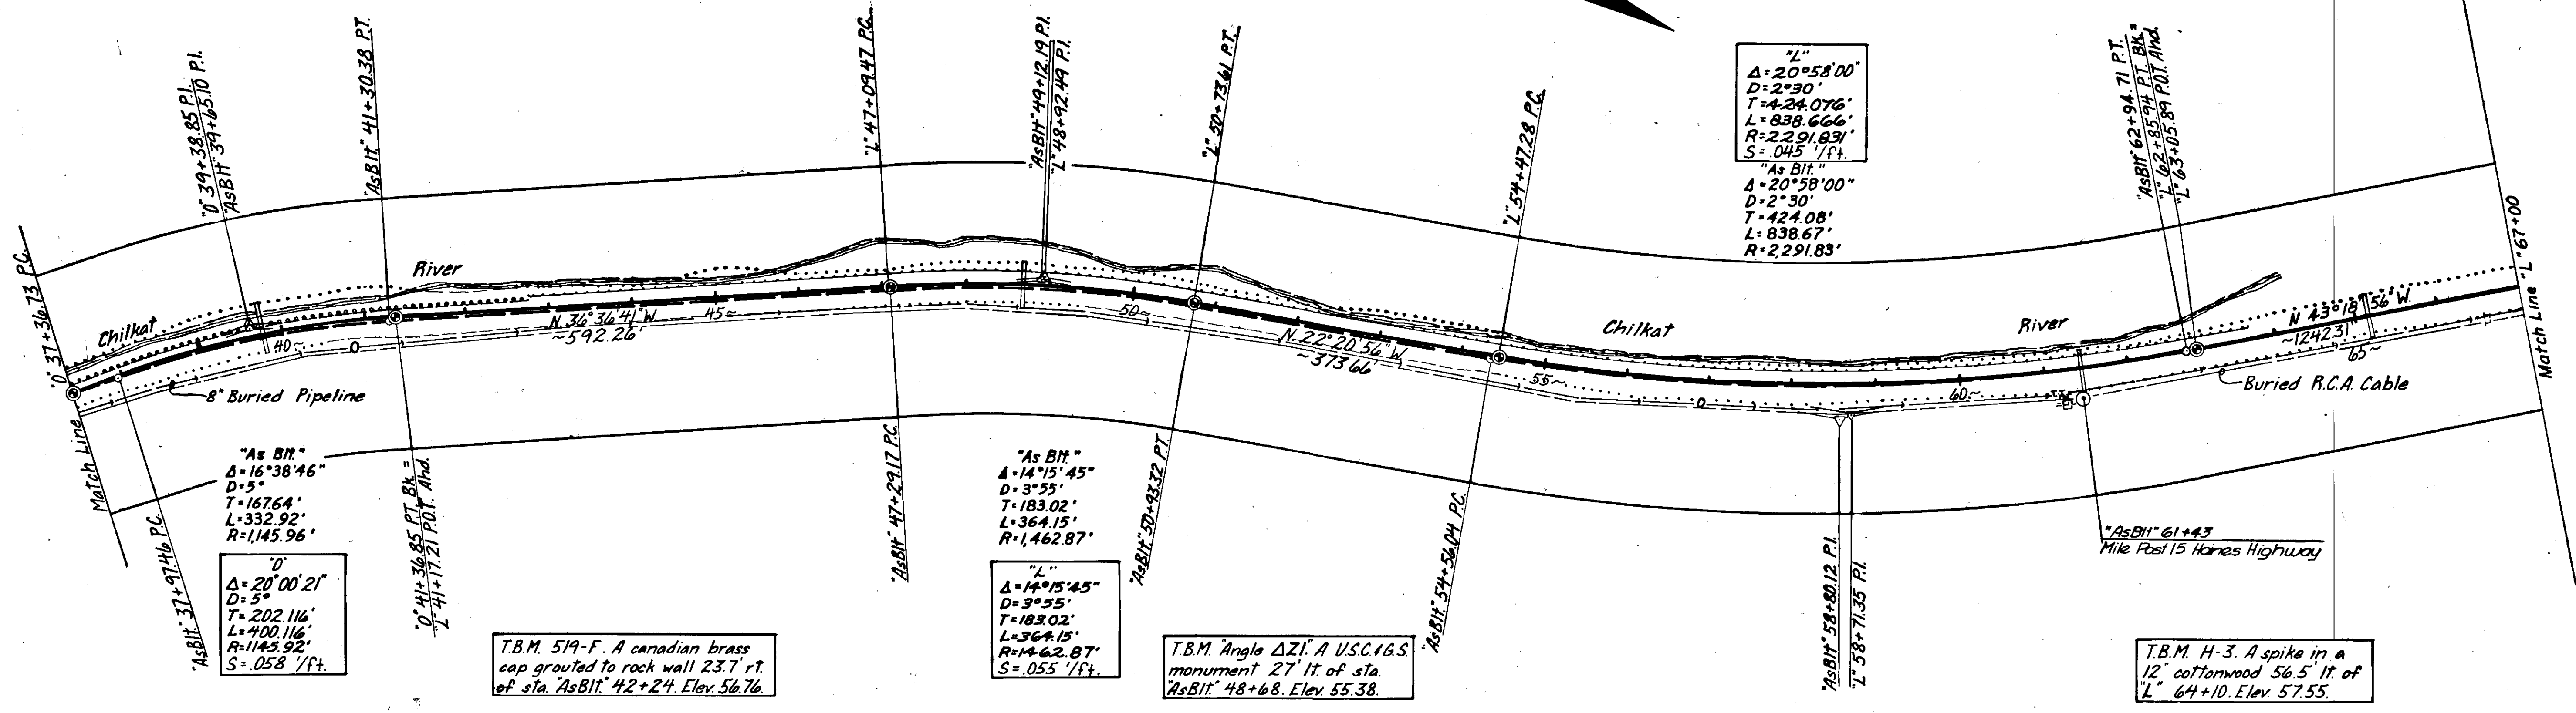 "O" 37+36.73 P.C.
"O" 39+38.85 P.I.
"AsBlt" 39+65.10 P.I.
"AsBlt" 41+30.38 P.T.
"L" 47+09.47 P.C.
"AsBlt" 49+12.19 P.I.
"L" 48+92.49 P.I.
"L" 50+73.61 P.T.
"L" 54+47.28 P.C.
"L"
Δ=20°58'00"
D=2°30'
T=424.076'
L=838.666'
R=2,291.831'
S=.045 '/ft.
"As Blt."
Δ=20°58'00"
D=2°30'
T=424.08'
L=838.67'
R=2,291.83'
"AsBlt" 62+94.71 P.T.
"L" 62+85.94 P.T. BK=
"L" 63+05.89 P.O.T. Ahd.
Match Line "L" 67+00
Chilkat
River
Chilkat
River
40~
N 36°36'41" W
~592.26'
45~
50~
N 22°20'56" W
~373.66'
55~
60~
N 43°18'56" W
~1242.31'
65~
8" Buried Pipeline
Buried R.C.A. Cable
Match Line
"AsBlt" 37+97.46 P.C.
"As Blt."
Δ=16°38'46"
D=5°
T=167.64'
L=332.92'
R=1,145.96'
"O"
Δ=20°00'21"
D=5°
T=202.116'
L=400.116'
R=1145.92'
S=.058 '/ft.
"O" 41+36.85 P.T. BK =
"L" 41+17.21 P.O.T. Ahd.
T.B.M. 519-F. A canadian brass
cap grouted to rock wall 23.7' rt.
of sta. "AsBlt." 42+24. Elev. 56.76.
"AsBlt" 47+29.17 P.C.
"As Blt."
Δ=14°15'45"
D=3°55'
T=183.02'
L=364.15'
R=1,462.87'
"L"
Δ=14°15'45"
D=3°55'
T=183.02'
L=364.15'
R=1462.87'
S=.055 '/ft.
"AsBlt" 50+93.32 P.T.
T.B.M. "Angle ΔZ1." A U.S.C.&G.S.
monument 27' lt. of sta.
"AsBlt." 48+68. Elev. 55.38.
"AsBlt." 54+56.04 P.C.
"AsBlt" 58+80.12 P.I.
"L" 58+71.35 P.I.
"AsBlt" 61+43
Mile Post 15 Haines Highway
T.B.M. H-3. A spike in a
12" cottonwood 56.5' lt. of
"L" 64+10. Elev. 57.55.